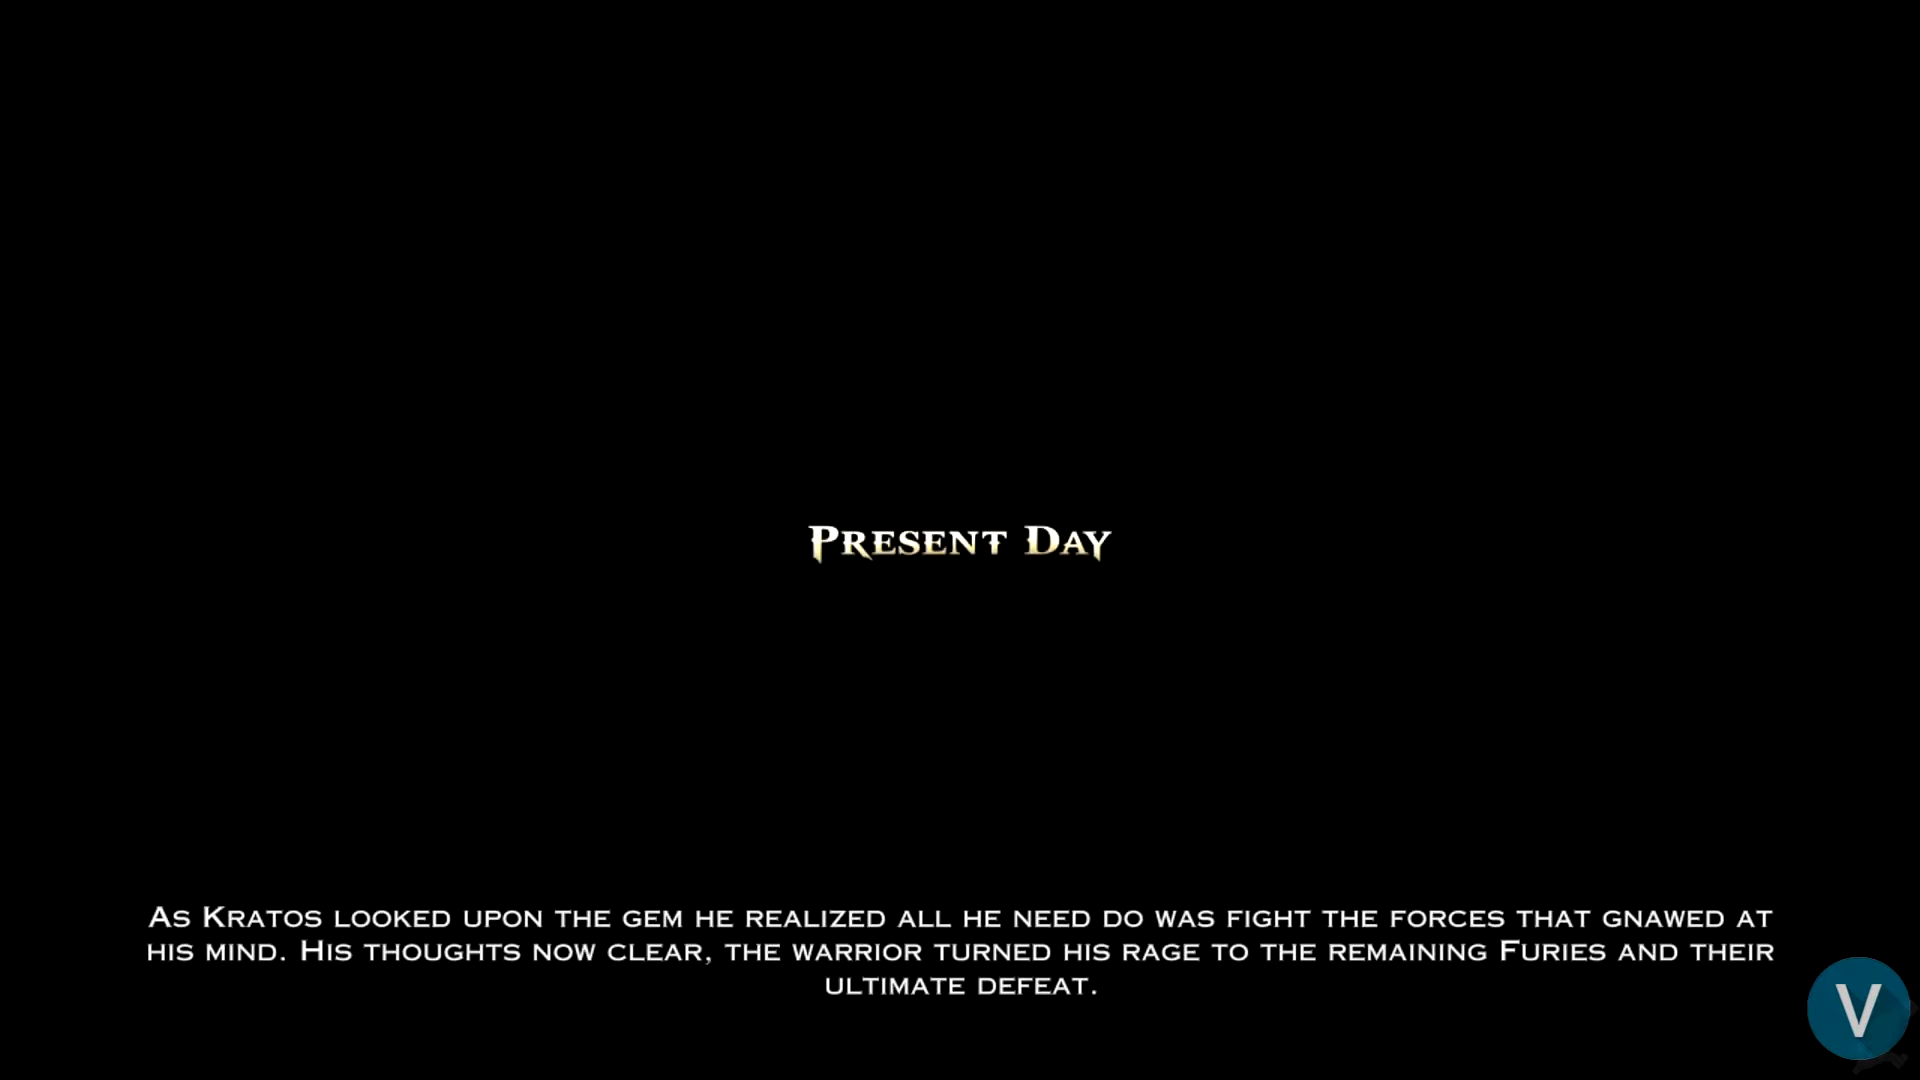 Present Day
As Kratos looked upon the gem he realized all he need do was fight the forces that gnawed at
his mind. His thoughts now clear, the warrior turned his rage to the remaining Furies and their
ultimate defeat.
V